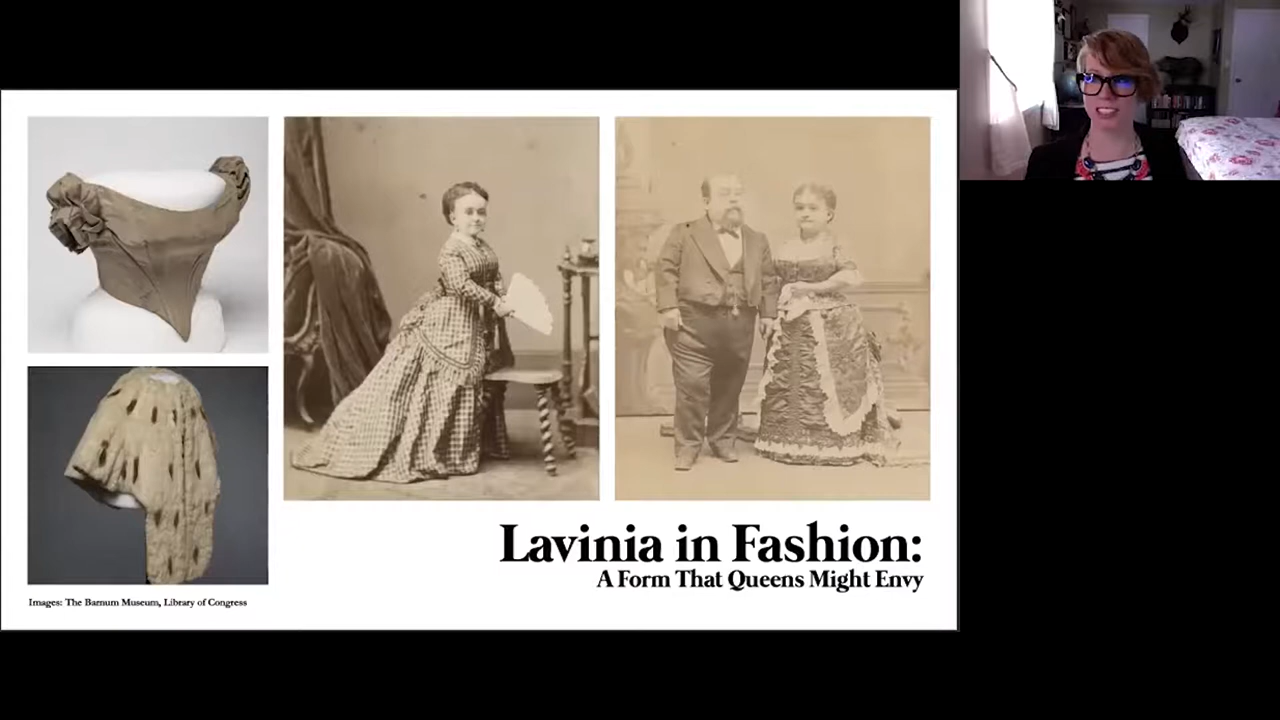 Lavinia in Fashion:
A Form That Queens Might Envy
Images: The Barnum Museum, Library of Congress